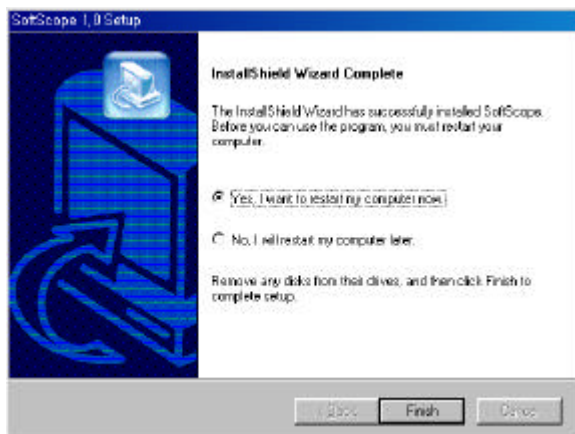 SoftScope 1,0 Setup
InstallShield Wizard Complete
The InstallShield Wizard has successfully installed SoftScope.
Before you can use the program, you must restart your
computer.
Yes, I want to restart my computer now.
No, I will restart my computer later.
Remove any disks from their drives, and then click Finish to
complete setup.
< Back
Finish
Cancel